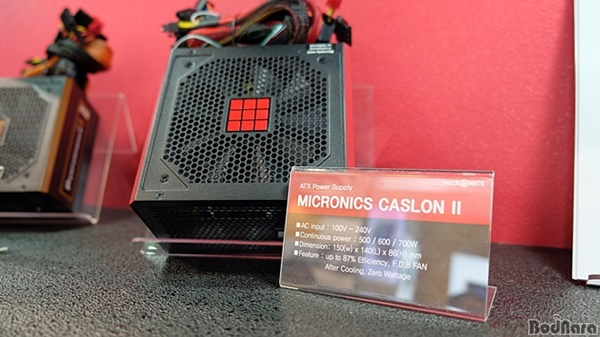 MICRONICS
ATX Power Supply
MICRONICS CASLON II
■ AC input : 100V ~ 240V
■ Continuous power : 500 / 600 / 700W
■ Dimension: 150(w) x 140(L) x 86(H) mm
■ Feature : up to 87% Efficiency, F.D.B FAN
After Cooling, Zero Wattage
BodNara